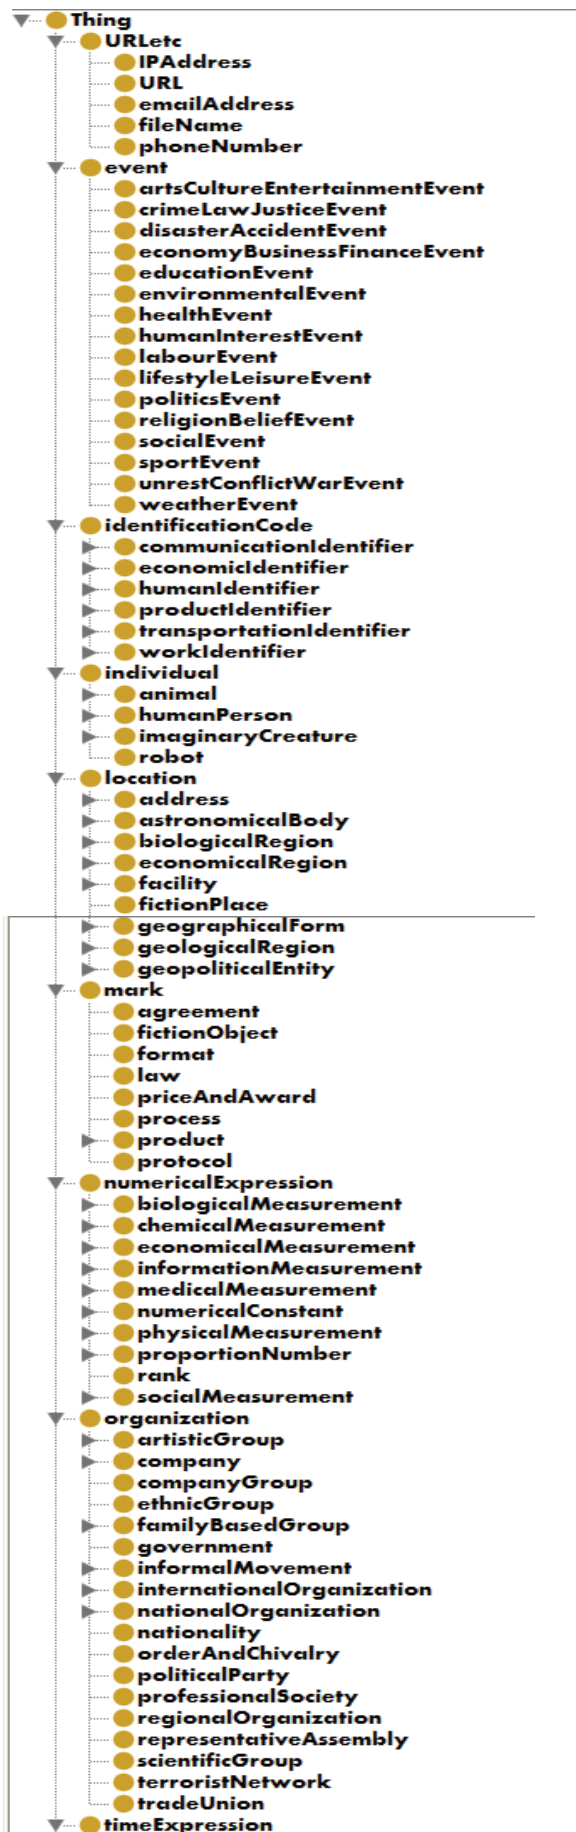 Thing
URLetc
IPAddress
URL
emailAddress
fileName
phoneNumber
event
artsCultureEntertainmentEvent
crimeLawJusticeEvent
disasterAccidentEvent
economyBusinessFinanceEvent
educationEvent
environmentalEvent
healthEvent
humanInterestEvent
labourEvent
lifestyleLeisureEvent
politicsEvent
religionBeliefEvent
socialEvent
sportEvent
unrestConflictWarEvent
weatherEvent
identificationCode
communicationIdentifier
economicIdentifier
humanIdentifier
productIdentifier
transportationIdentifier
workIdentifier
individual
animal
humanPerson
imaginaryCreature
robot
location
address
astronomicalBody
biologicalRegion
economicalRegion
facility
fictionPlace
geographicalForm
geologicalRegion
geopoliticalEntity
mark
agreement
fictionObject
format
law
priceAndAward
process
product
protocol
numericalExpression
biologicalMeasurement
chemicalMeasurement
economicalMeasurement
informationMeasurement
medicalMeasurement
numericalConstant
physicalMeasurement
proportionNumber
rank
socialMeasurement
organization
artisticGroup
company
companyGroup
ethnicGroup
familyBasedGroup
government
informalMovement
internationalOrganization
nationalOrganization
nationality
orderAndChivalry
politicalParty
professionalSociety
regionalOrganization
representativeAssembly
scientificGroup
terroristNetwork
tradeUnion
timeExpression